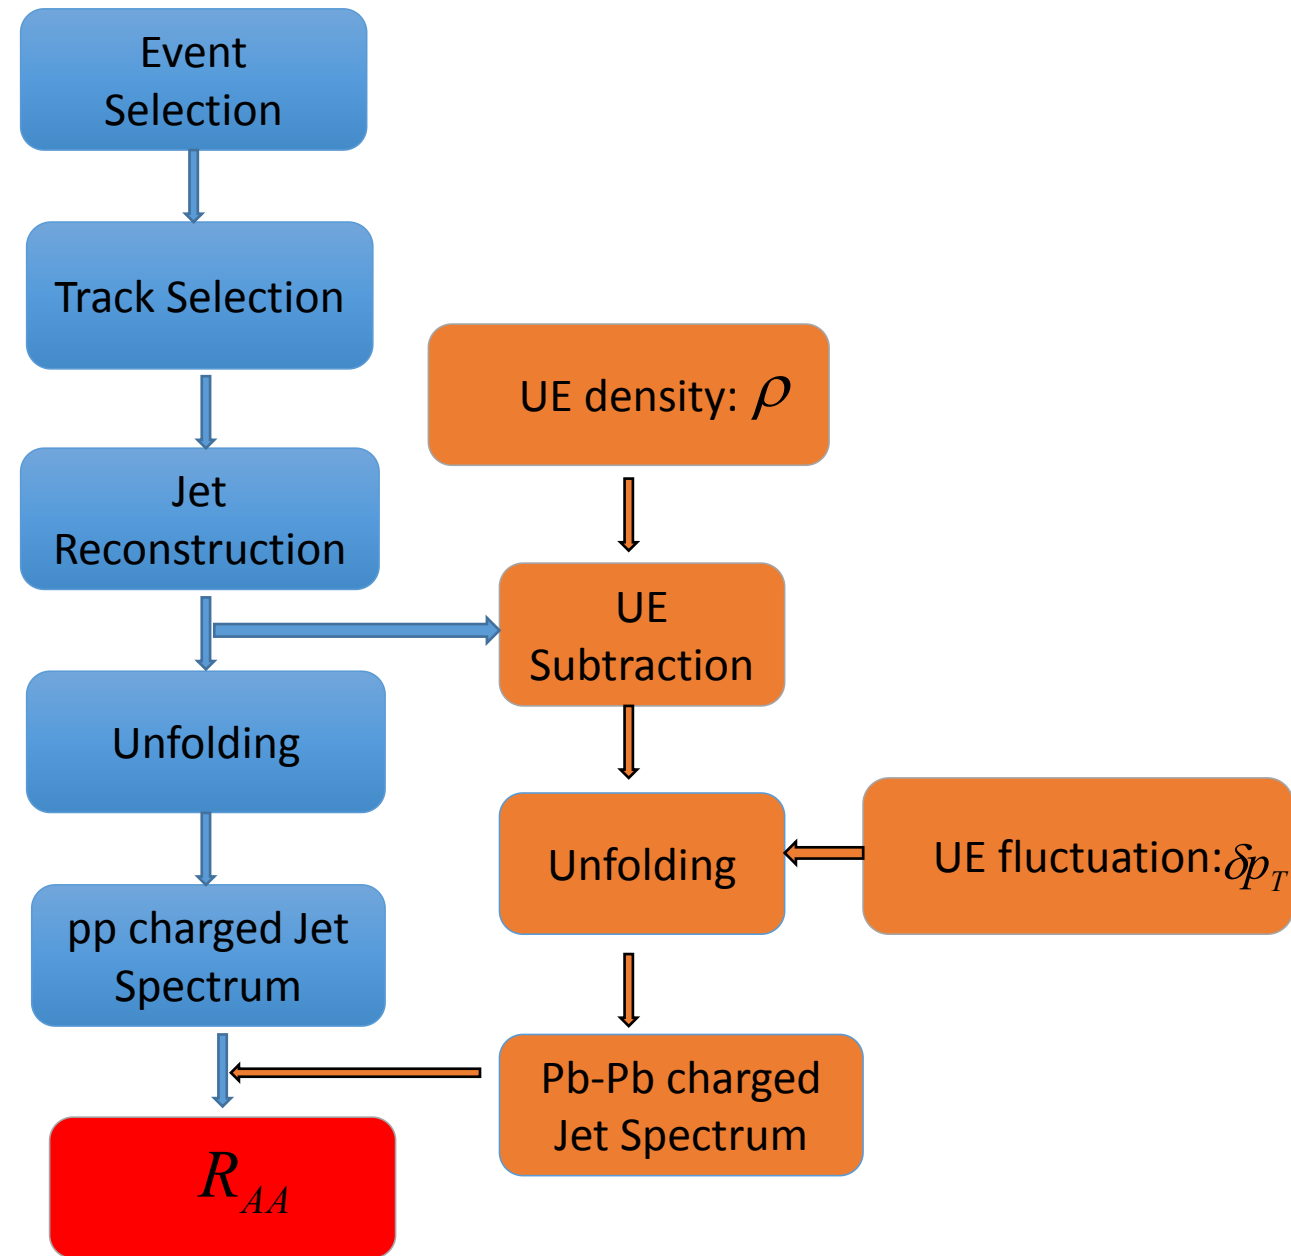 Event
Selection
Track Selection
UE density: ρ
Jet
Reconstruction
UE
Subtraction
Unfolding
Unfolding
UE fluctuation: δp_T
pp charged Jet
Spectrum
Pb-Pb charged
Jet Spectrum
R_AA